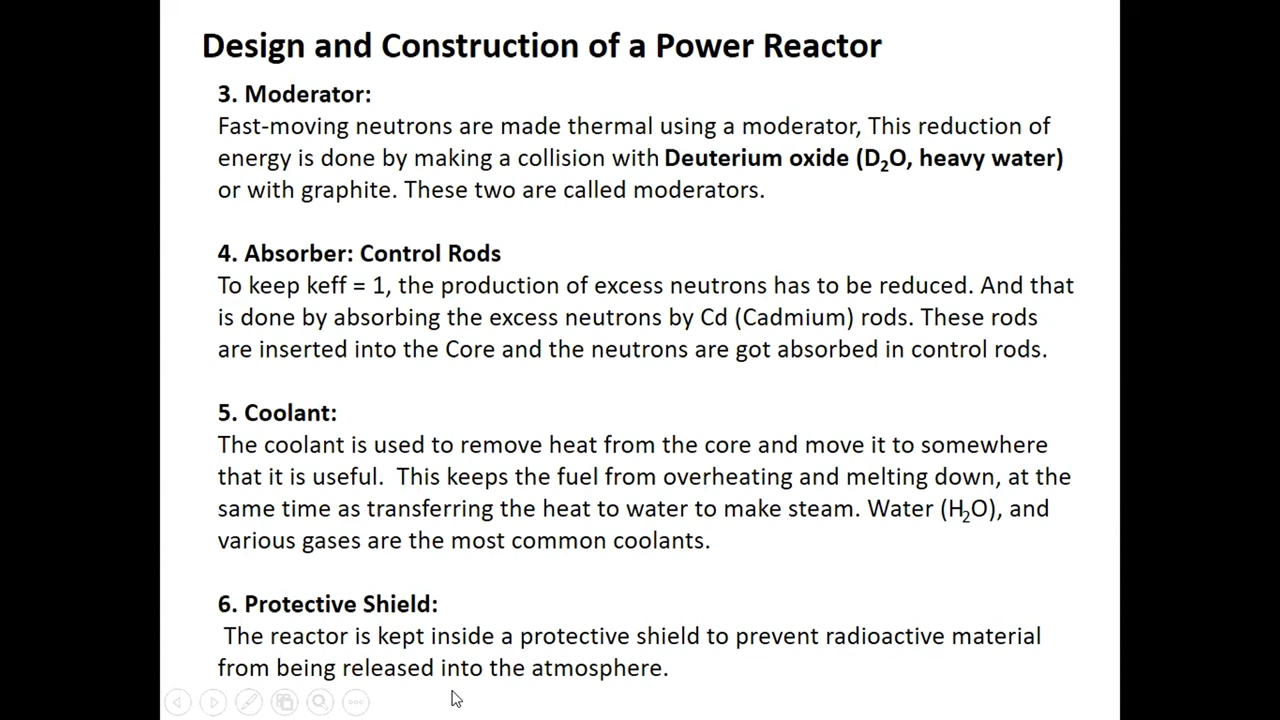 Design and Construction of a Power Reactor
3. Moderator:
Fast-moving neutrons are made thermal using a moderator, This reduction of
energy is done by making a collision with Deuterium oxide (D₂O, heavy water)
or with graphite. These two are called moderators.
4. Absorber: Control Rods
To keep keff = 1, the production of excess neutrons has to be reduced. And that
is done by absorbing the excess neutrons by Cd (Cadmium) rods. These rods
are inserted into the Core and the neutrons are got absorbed in control rods.
5. Coolant:
The coolant is used to remove heat from the core and move it to somewhere
that it is useful.  This keeps the fuel from overheating and melting down, at the
same time as transferring the heat to water to make steam. Water (H₂O), and
various gases are the most common coolants.
6. Protective Shield:
The reactor is kept inside a protective shield to prevent radioactive material
from being released into the atmosphere.